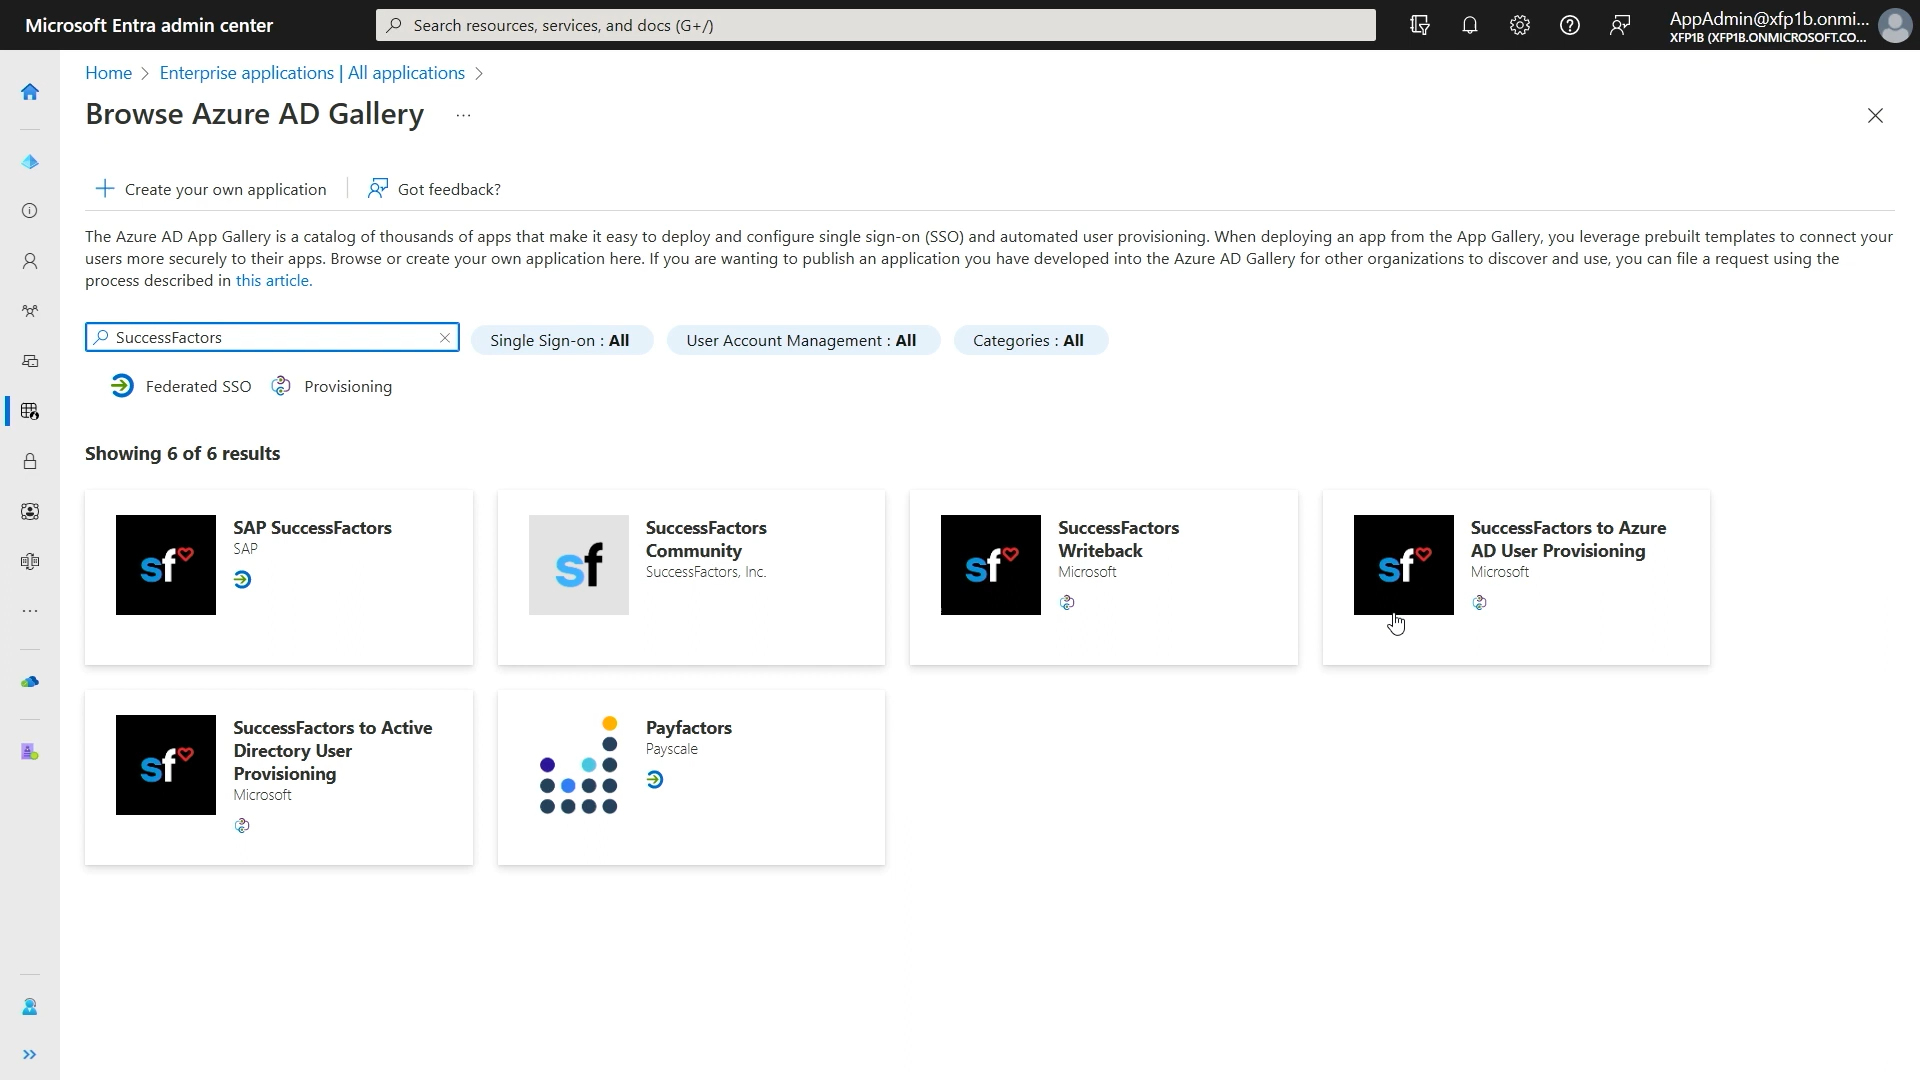 Microsoft Entra admin center
Search resources, services, and docs (G+/)
AppAdmin@xfp1b.onmi...
XFP1B (XFP1B.ONMICROSOFT.CO...
Home > Enterprise applications | All applications >
Browse Azure AD Gallery ...
Create your own application
Got feedback?
The Azure AD App Gallery is a catalog of thousands of apps that make it easy to deploy and configure single sign-on (SSO) and automated user provisioning. When deploying an app from the App Gallery, you leverage prebuilt templates to connect your
users more securely to their apps. Browse or create your own application here. If you are wanting to publish an application you have developed into the Azure AD Gallery for other organizations to discover and use, you can file a request using the
process described in this article.
SuccessFactors
Single Sign-on : All
User Account Management : All
Categories : All
Federated SSO
Provisioning
Showing 6 of 6 results
sf
SAP SuccessFactors
SAP
sf
SuccessFactors
Community
SuccessFactors, Inc.
sf
SuccessFactors
Writeback
Microsoft
sf
SuccessFactors to Azure
AD User Provisioning
Microsoft
sf
SuccessFactors to Active
Directory User
Provisioning
Microsoft
Payfactors
Payscale